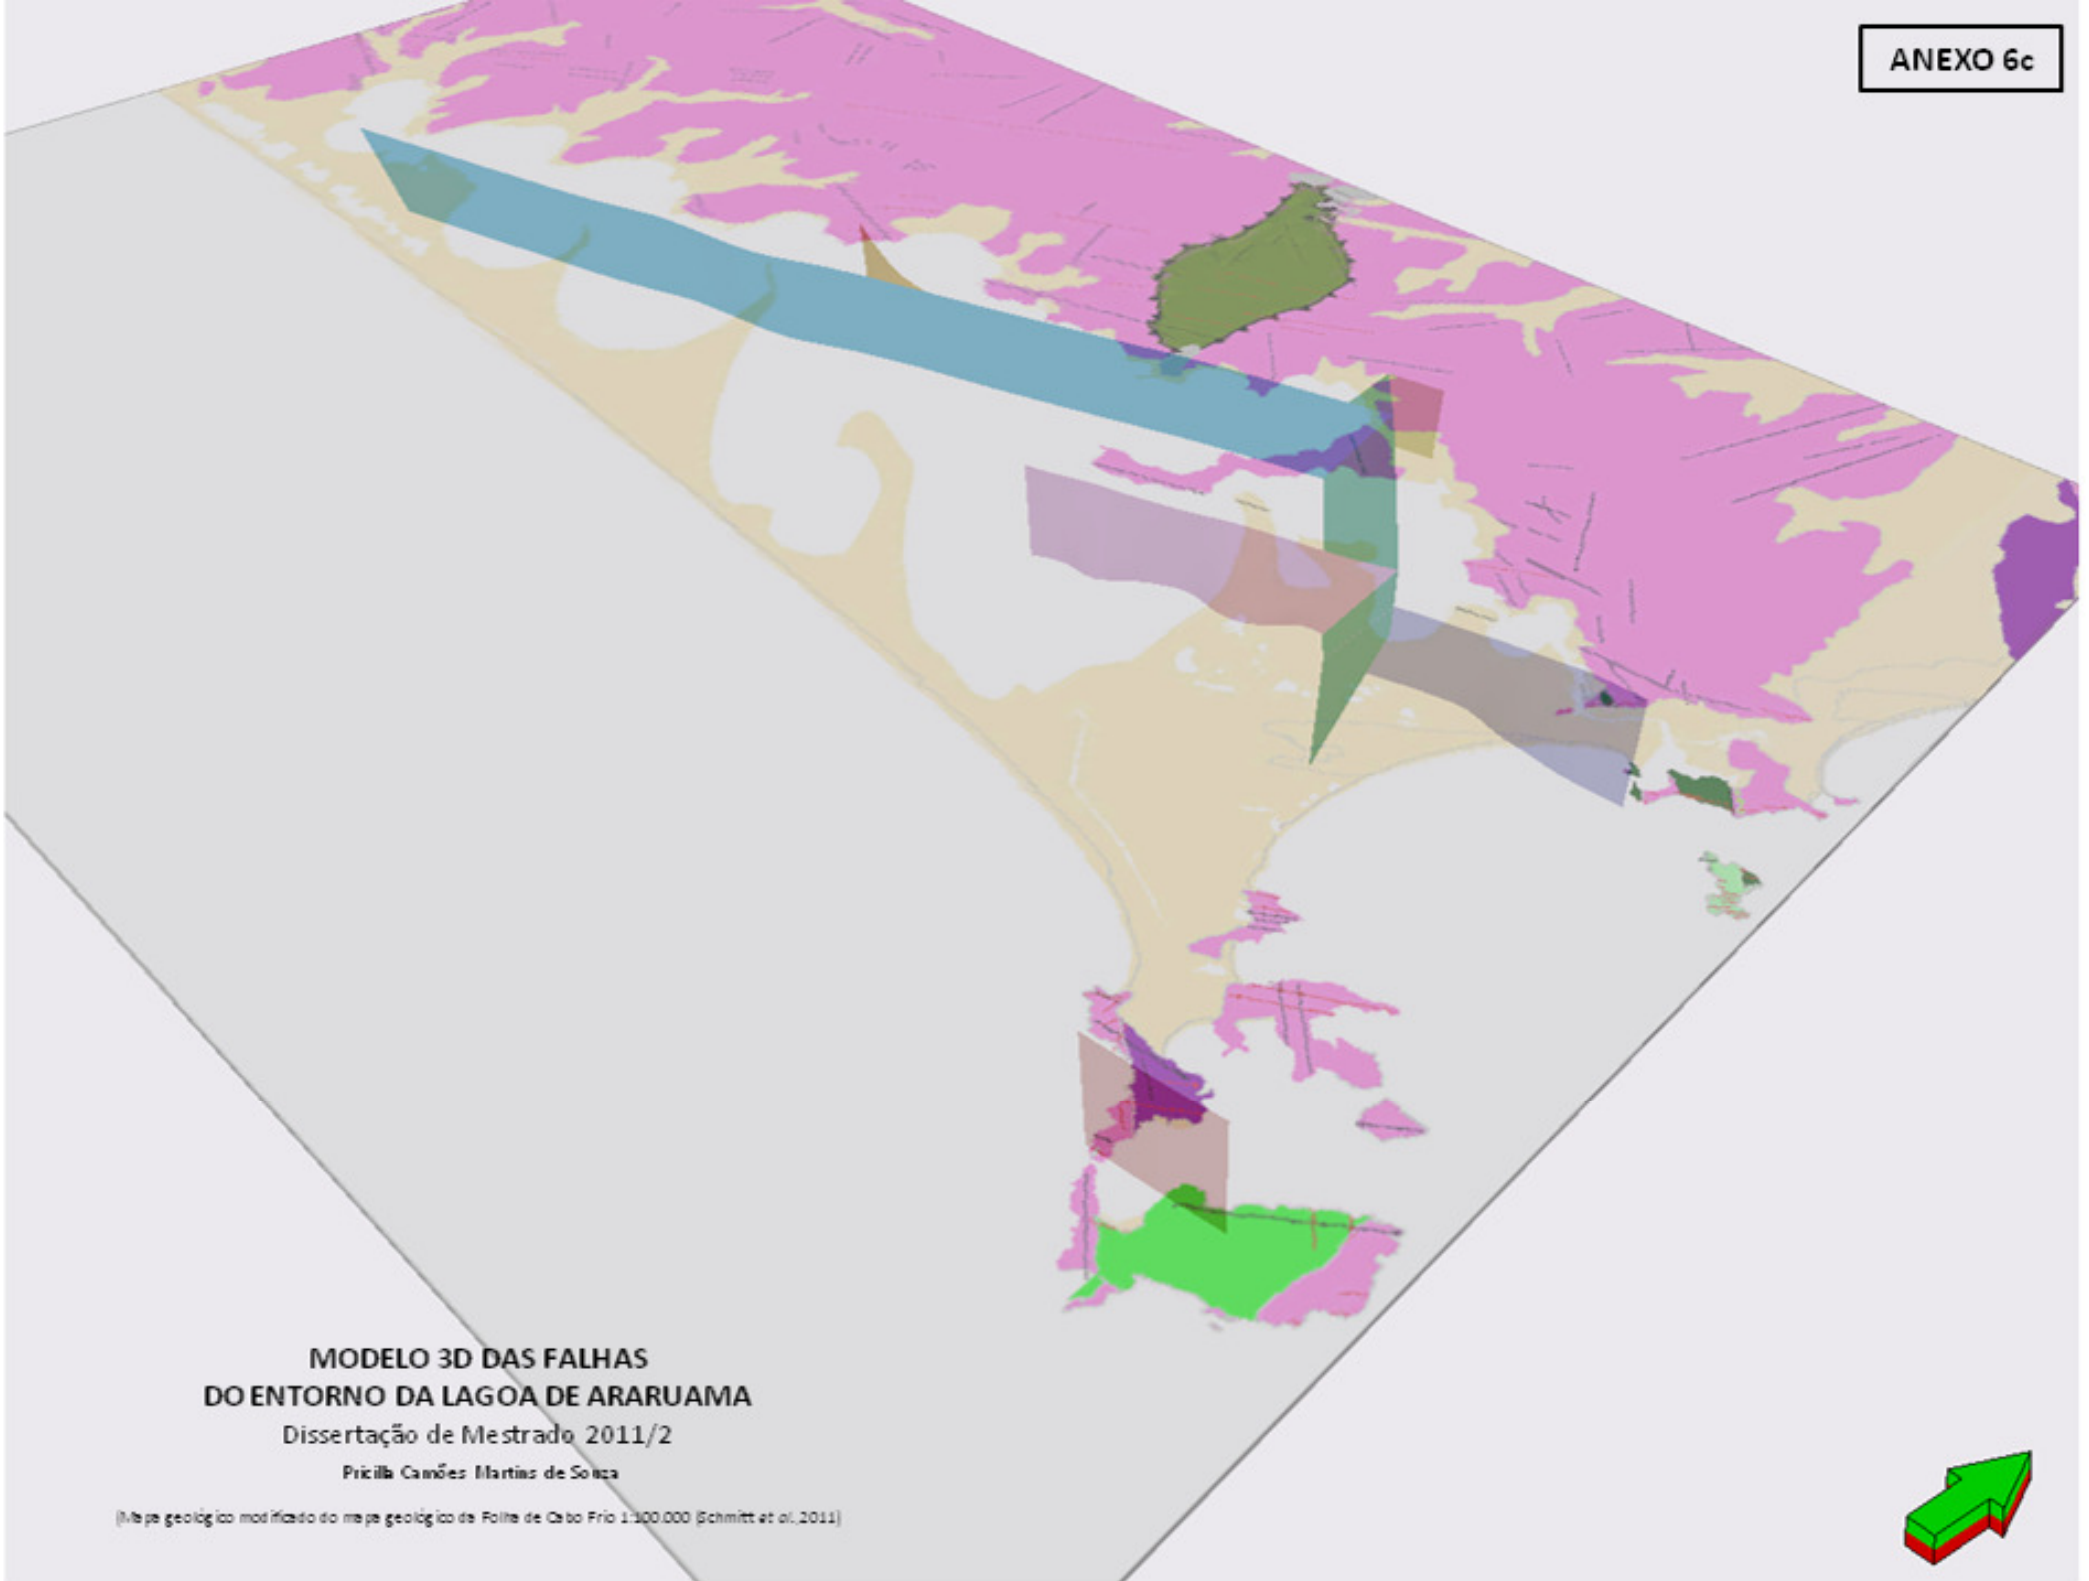 ANEXO 6c
MODELO 3D DAS FALHAS
DO ENTORNO DA LAGOA DE ARARUAMA
Dissertação de Mestrado 2011/2
Pricilla Camões Martins de Souza
(Mapa geológico modificado do mapa geológico da Folha de Cabo Frio 1:100.000 (Schmitt et al.,2011)